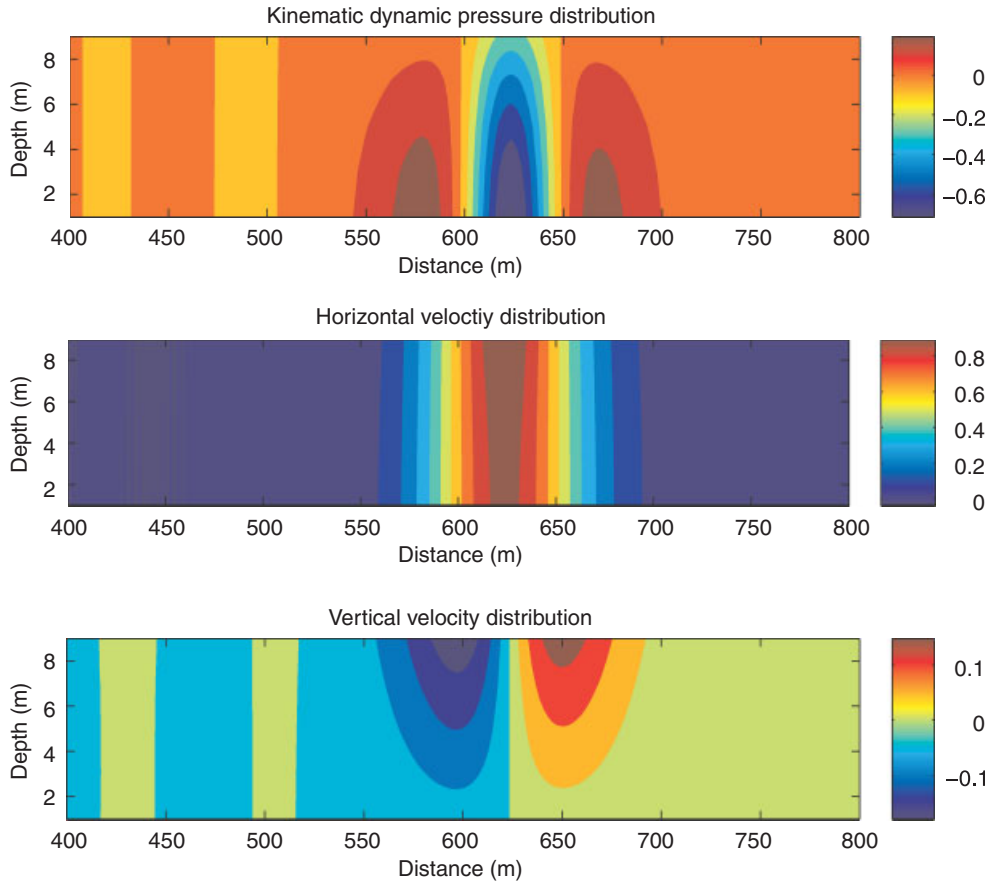 Kinematic dynamic pressure distribution
Depth (m)
8
6
4
2
400 450 500 550 600 650 700 750 800
Distance (m)
0
−0.2
−0.4
−0.6
Horizontal veloctiy distribution
Depth (m)
8
6
4
2
400 450 500 550 600 650 700 750 800
Distance (m)
0.8
0.6
0.4
0.2
0
Vertical velocity distribution
Depth (m)
8
6
4
2
400 450 500 550 600 650 700 750 800
Distance (m)
0.1
0
−0.1